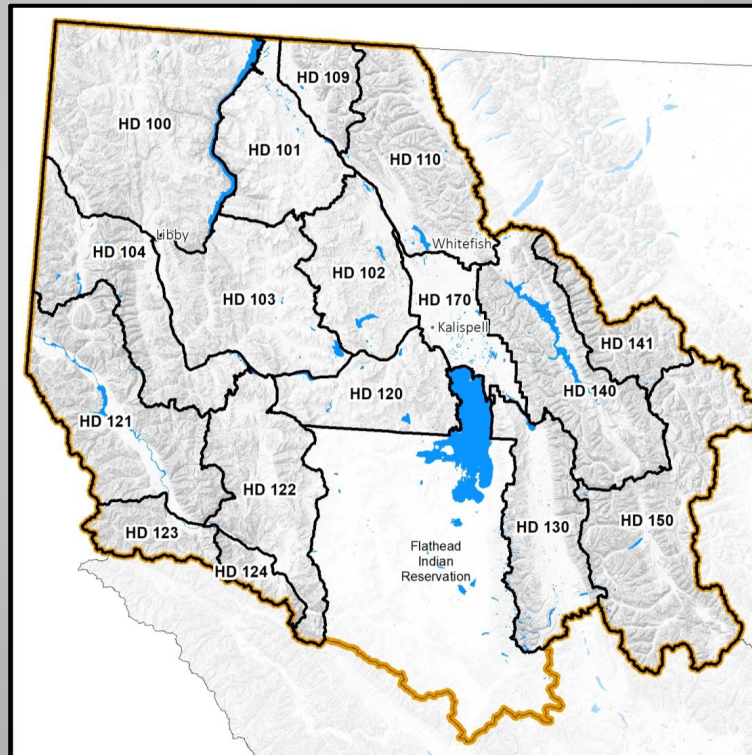 HD 109
HD 100
HD 101
HD 110
Libby
HD 104
Whitefish
HD 102
HD 103
HD 170
Kalispell
HD 141
HD 140
HD 120
HD 121
HD 122
HD 150
HD 130
HD 123
HD 124
Flathead
Indian
Reservation